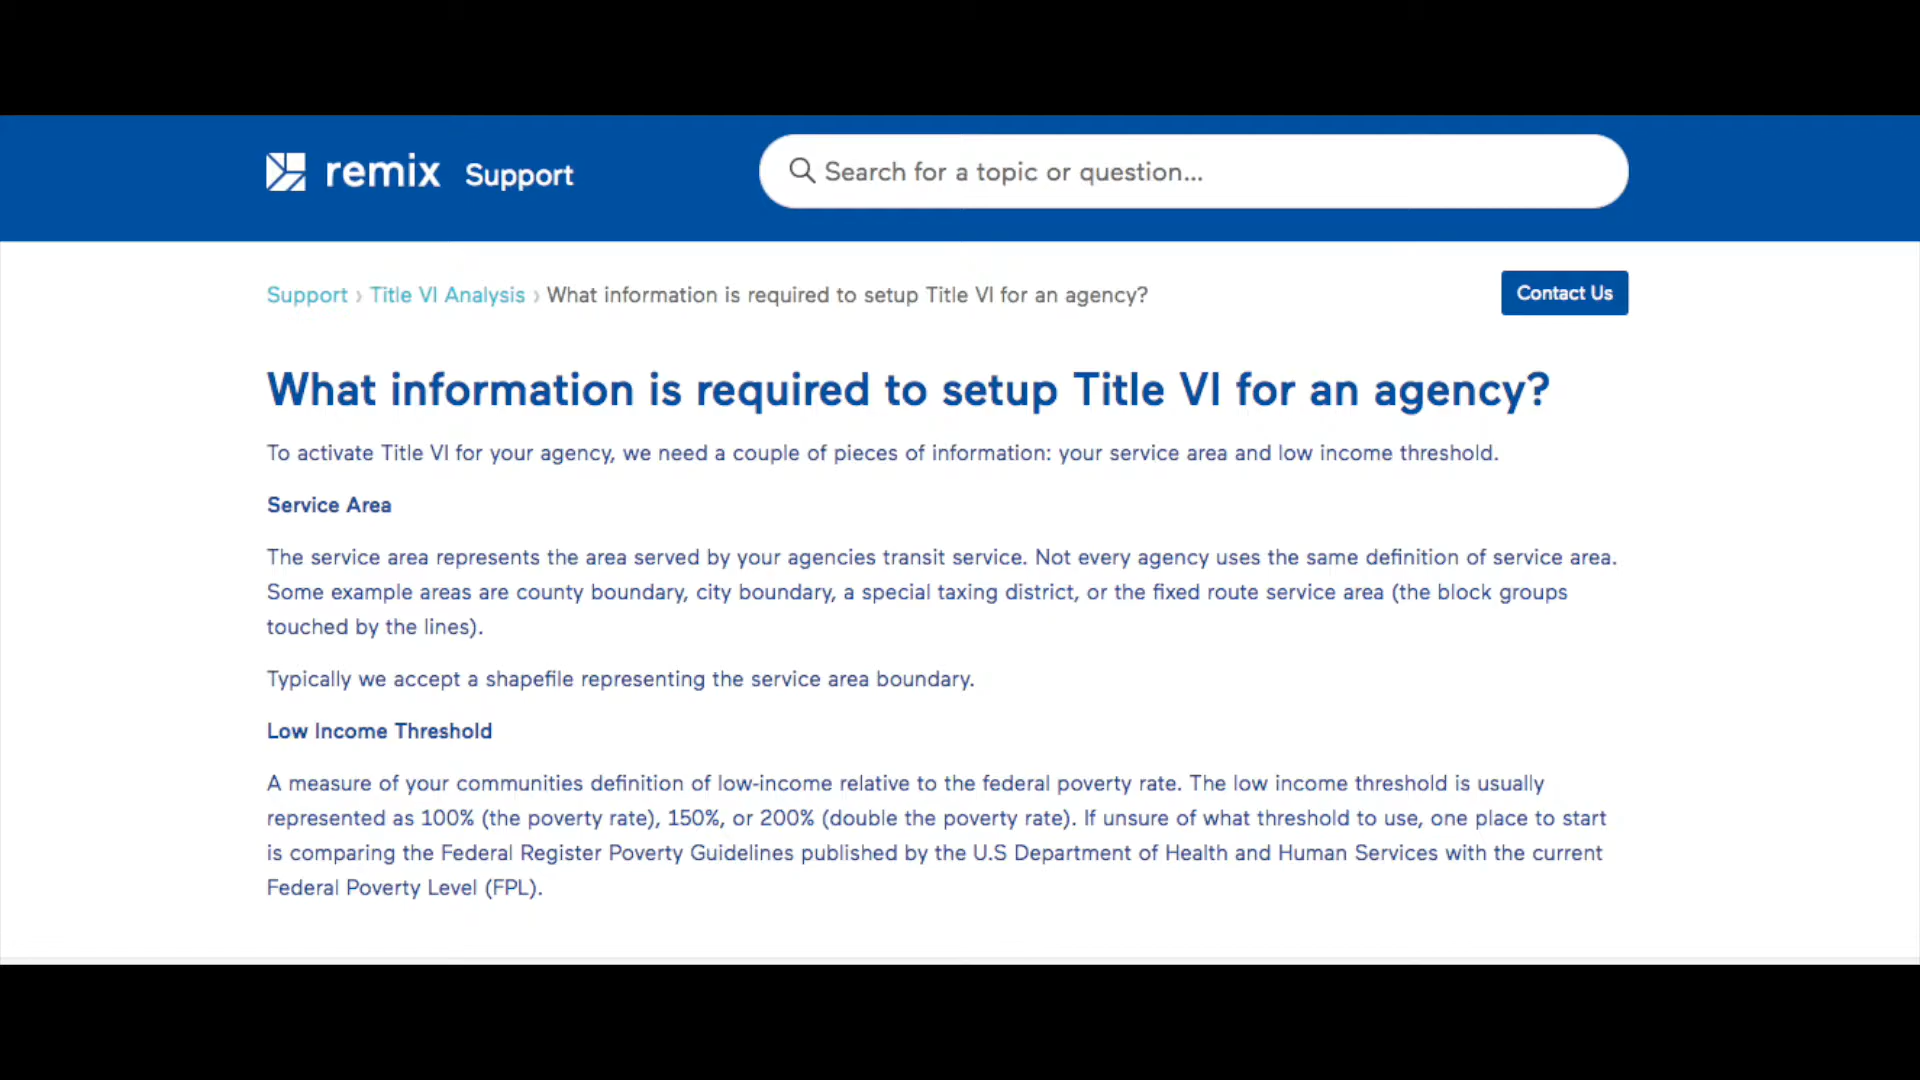 remix Support
Search for a topic or question...
Support › Title VI Analysis › What information is required to setup Title VI for an agency?
Contact Us
What information is required to setup Title VI for an agency?
To activate Title VI for your agency, we need a couple of pieces of information: your service area and low income threshold.
Service Area
The service area represents the area served by your agencies transit service. Not every agency uses the same definition of service area.
Some example areas are county boundary, city boundary, a special taxing district, or the fixed route service area (the block groups
touched by the lines).
Typically we accept a shapefile representing the service area boundary.
Low Income Threshold
A measure of your communities definition of low-income relative to the federal poverty rate. The low income threshold is usually
represented as 100% (the poverty rate), 150%, or 200% (double the poverty rate). If unsure of what threshold to use, one place to start
is comparing the Federal Register Poverty Guidelines published by the U.S Department of Health and Human Services with the current
Federal Poverty Level (FPL).